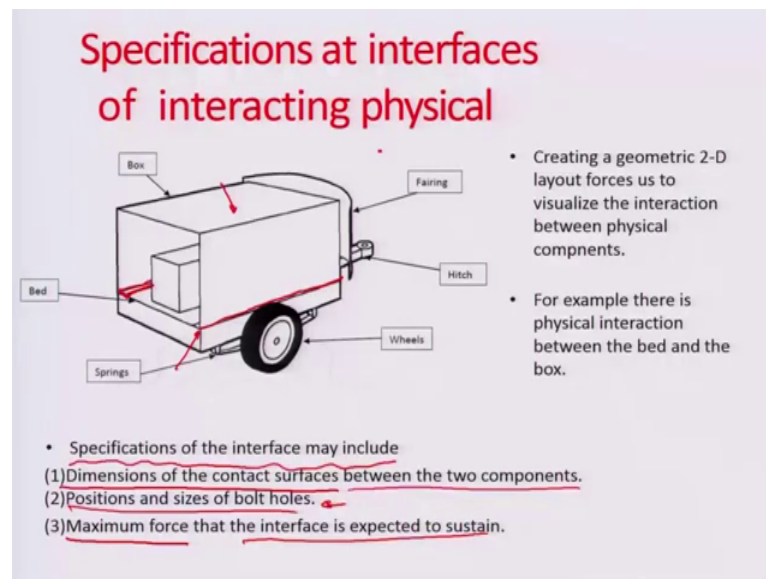 Specifications at interfaces
of interacting physical
Box
Fairing
Hitch
Bed
Wheels
Springs
• Creating a geometric 2-D
layout forces us to
visualize the interaction
between physical
compnents.
• For example there is
physical interaction
between the bed and the
box.
• Specifications of the interface may include
(1)Dimensions of the contact surfaces between the two components.
(2)Positions and sizes of bolt holes.
(3)Maximum force that the interface is expected to sustain.